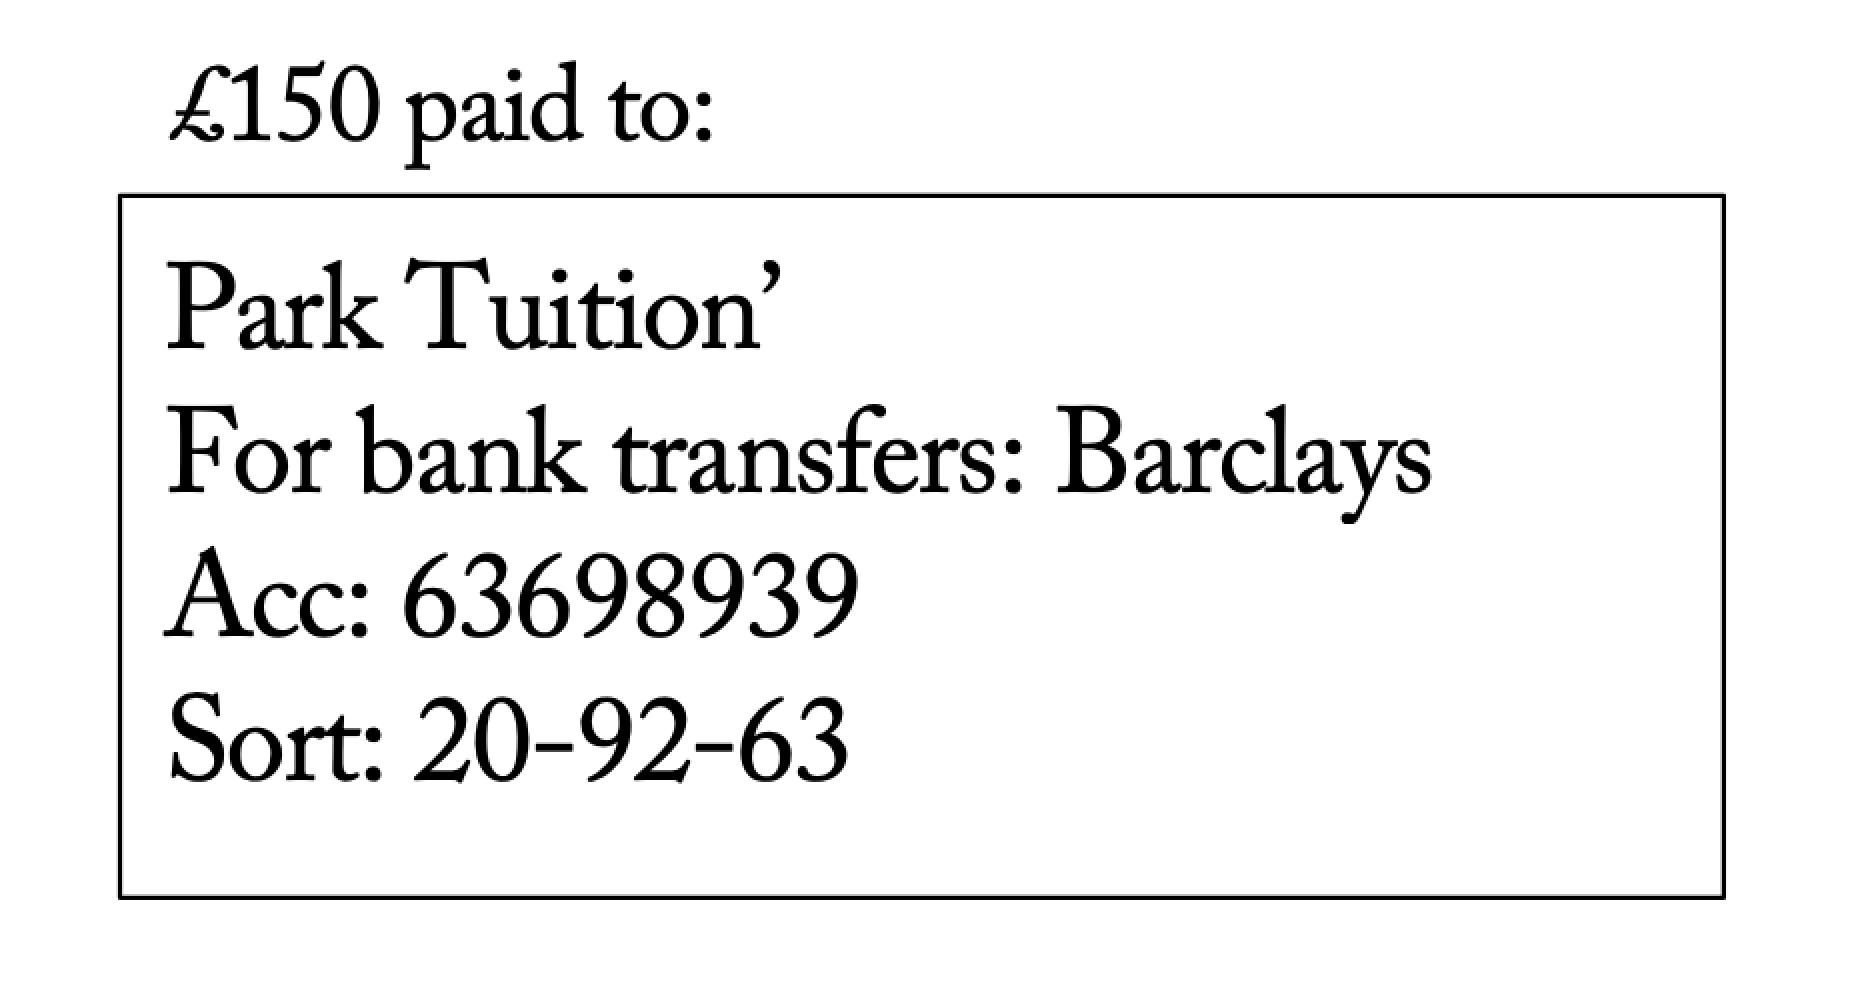 £150 paid to:
Park Tuition’
For bank transfers: Barclays
Acc: 63698939
Sort: 20-92-63